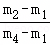 m₂ − m₁
m₄ − m₁